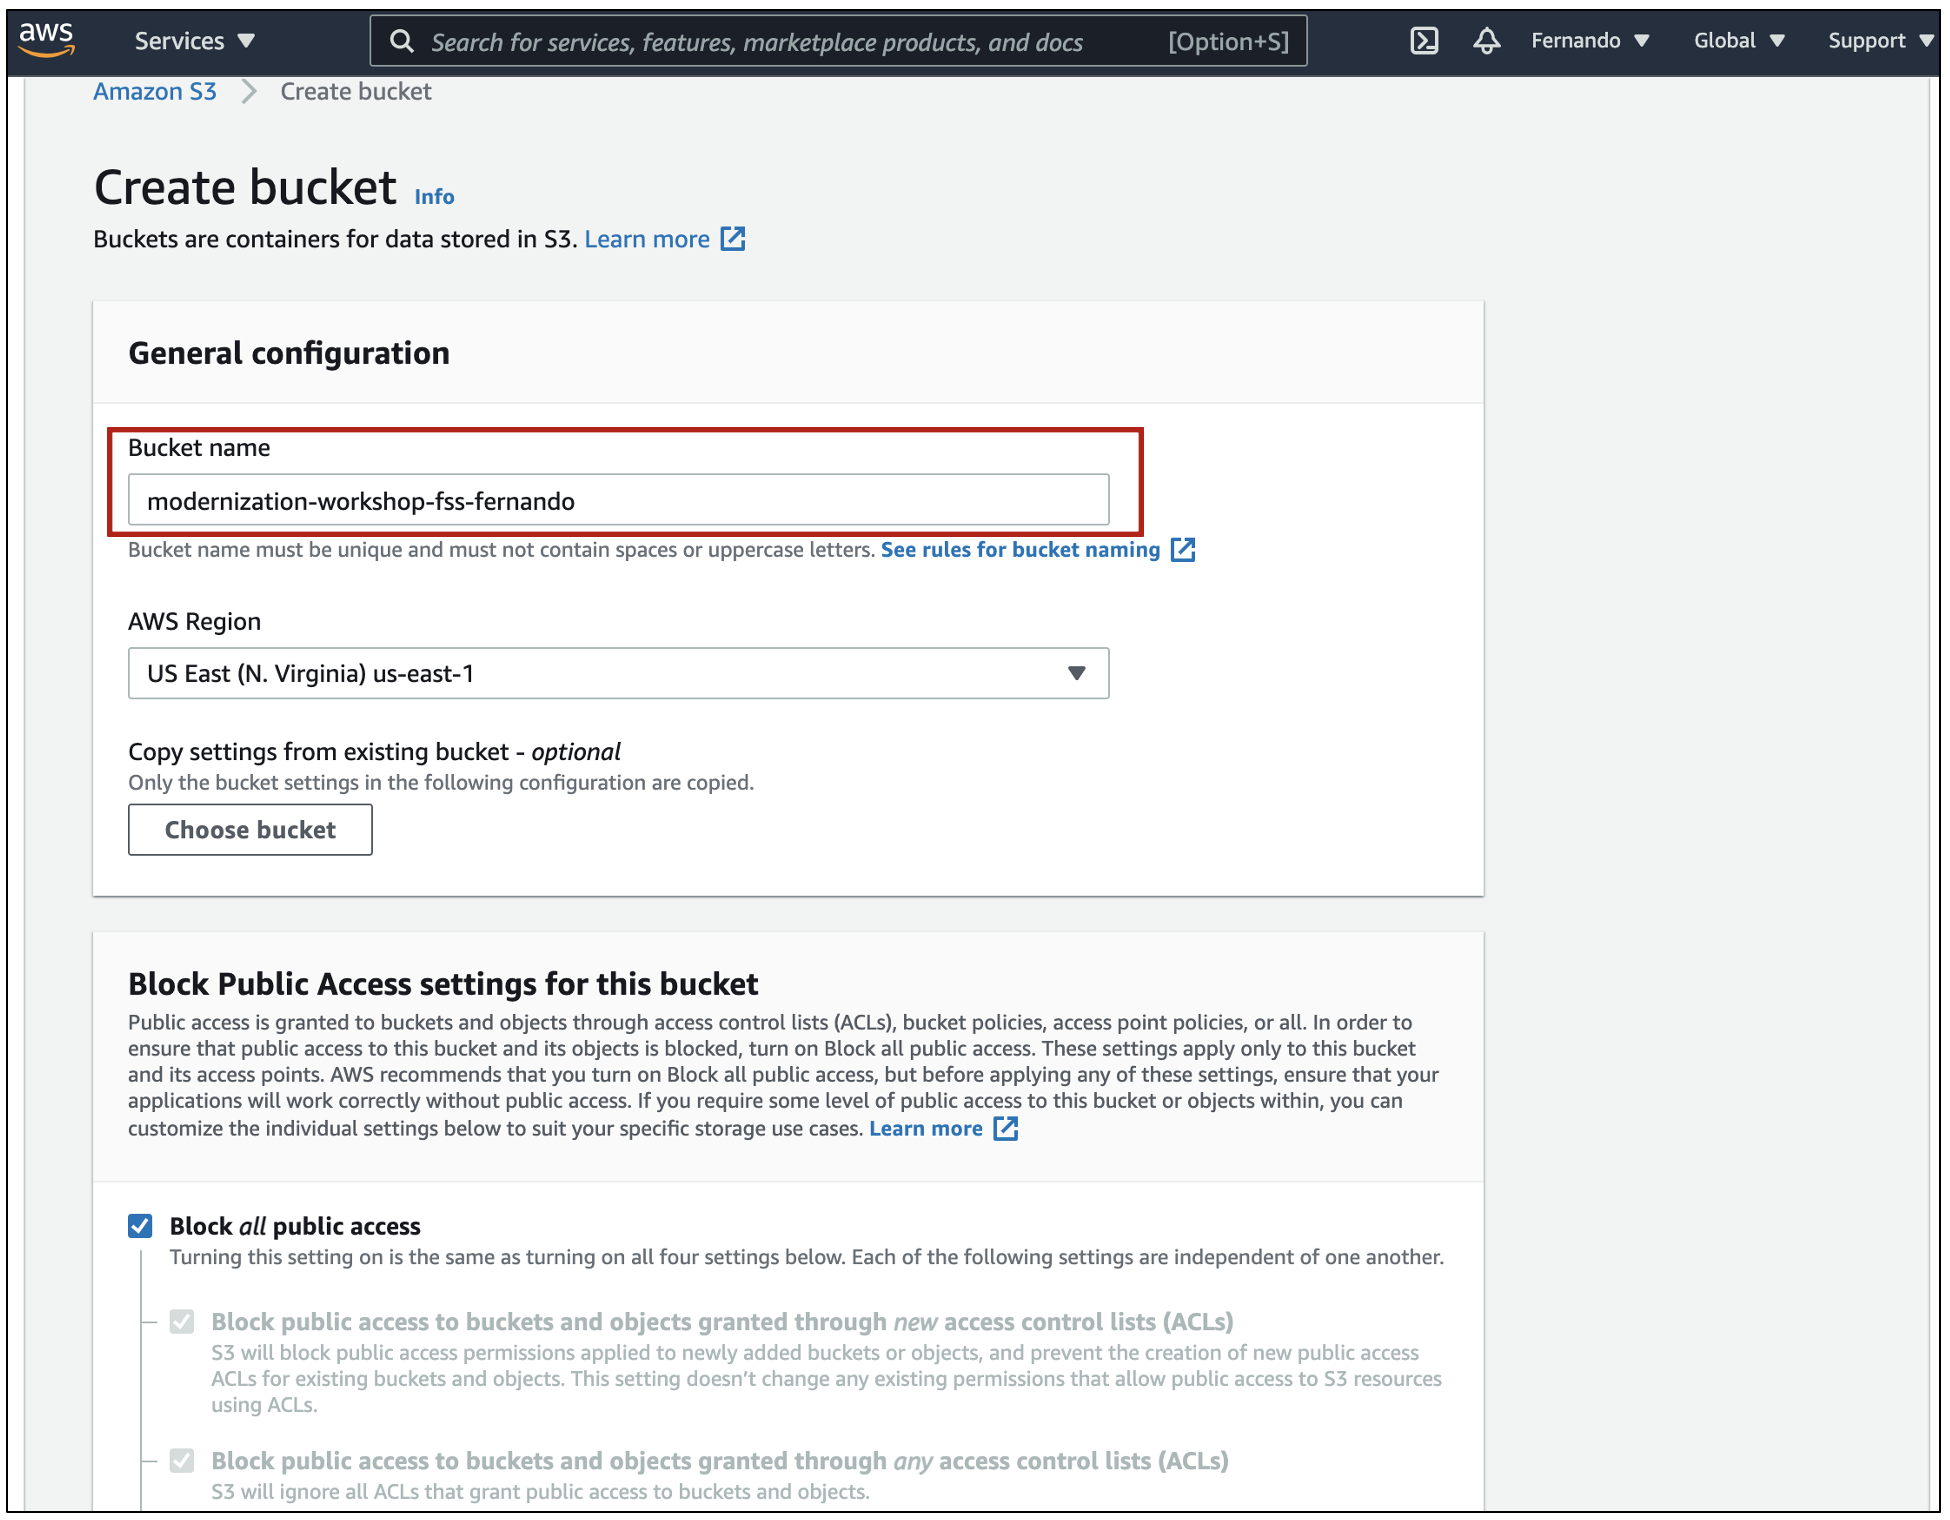 aws Services Search for services, features, marketplace products, and docs [Option+S] Fernando Global Support
Amazon S3 Create bucket
Create bucket Info
Buckets are containers for data stored in S3. Learn more
General configuration
Bucket name
modernization-workshop-fss-fernando
Bucket name must be unique and must not contain spaces or uppercase letters. See rules for bucket naming
AWS Region
US East (N. Virginia) us-east-1
Copy settings from existing bucket - optional
Only the bucket settings in the following configuration are copied.
Choose bucket
Block Public Access settings for this bucket
Public access is granted to buckets and objects through access control lists (ACLs), bucket policies, access point policies, or all. In order to
ensure that public access to this bucket and its objects is blocked, turn on Block all public access. These settings apply only to this bucket
and its access points. AWS recommends that you turn on Block all public access, but before applying any of these settings, ensure that your
applications will work correctly without public access. If you require some level of public access to this bucket or objects within, you can
customize the individual settings below to suit your specific storage use cases. Learn more
Block all public access
Turning this setting on is the same as turning on all four settings below. Each of the following settings are independent of one another.
Block public access to buckets and objects granted through new access control lists (ACLs)
S3 will block public access permissions applied to newly added buckets or objects, and prevent the creation of new public access
ACLs for existing buckets and objects. This setting doesn't change any existing permissions that allow public access to S3 resources
using ACLs.
Block public access to buckets and objects granted through any access control lists (ACLs)
S3 will ignore all ACLs that grant public access to buckets and objects.